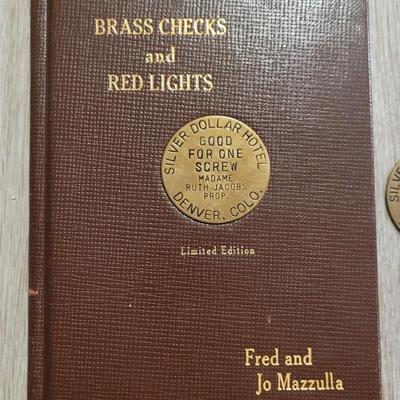 BRASS CHECKS
and
RED LIGHTS
SILVER DOLLAR HOTEL
GOOD
FOR ONE
SCREW
MADAME
RUTH JACOBS
PROP.
DENVER, COLO.
Limited Edition
Fred and
Jo Mazzulla
SILV